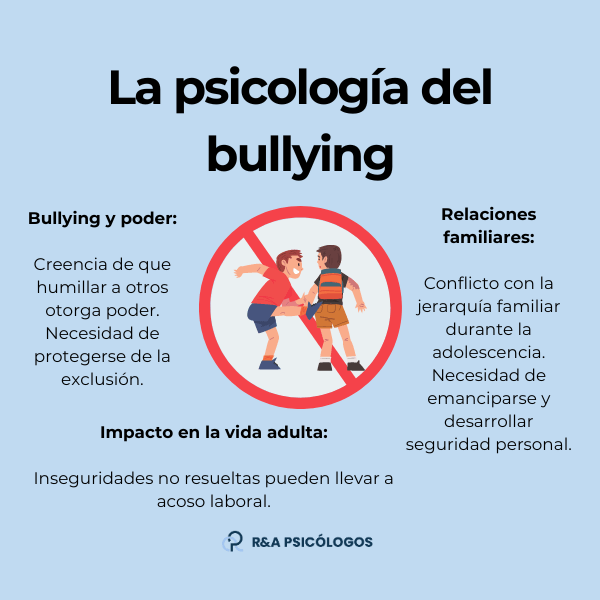 La psicología del
bullying
Bullying y poder:
Creencia de que
humillar a otros
otorga poder.
Necesidad de
protegerse de la
exclusión.
Relaciones
familiares:
Conflicto con la
jerarquía familiar
durante la
adolescencia.
Necesidad de
emanciparse y
desarrollar
seguridad personal.
Impacto en la vida adulta:
Inseguridades no resueltas pueden llevar a
acoso laboral.
R&A PSICÓLOGOS